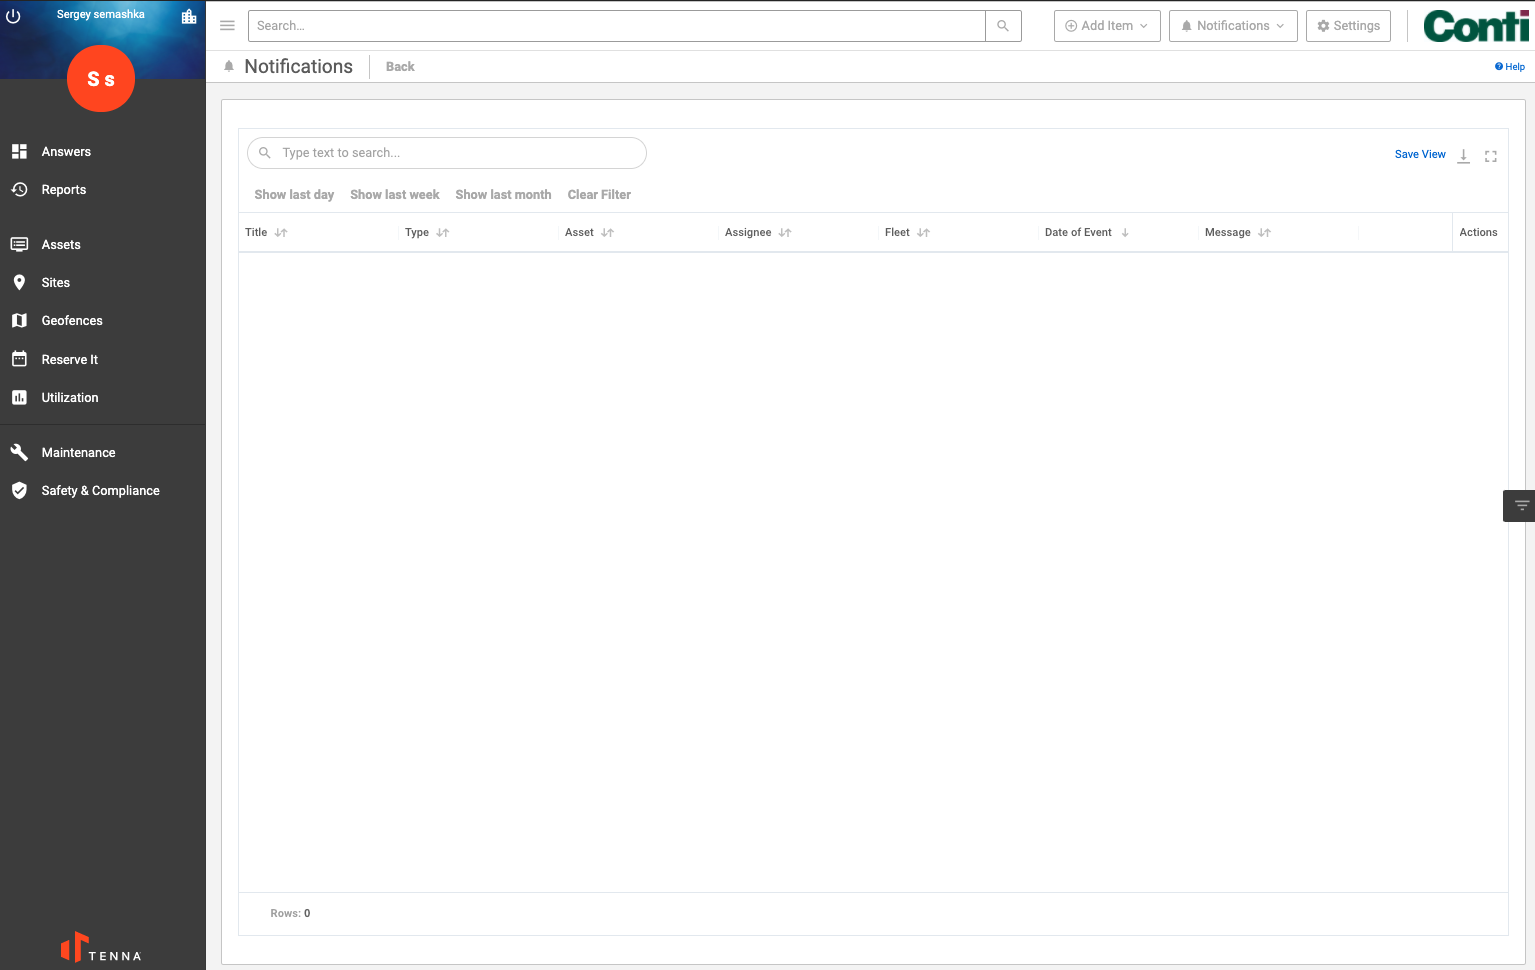 Sergey semashka
S s
Answers
Reports
Assets
Sites
Geofences
Reserve It
Utilization
Maintenance
Safety & Compliance
TENNA
Search...
Add Item
Notifications
Settings
Conti
Notifications
Back
Help
Type text to search...
Save View
Show last day Show last week Show last month Clear Filter
Title Type Asset Assignee Fleet Date of Event Message Actions
Rows: 0